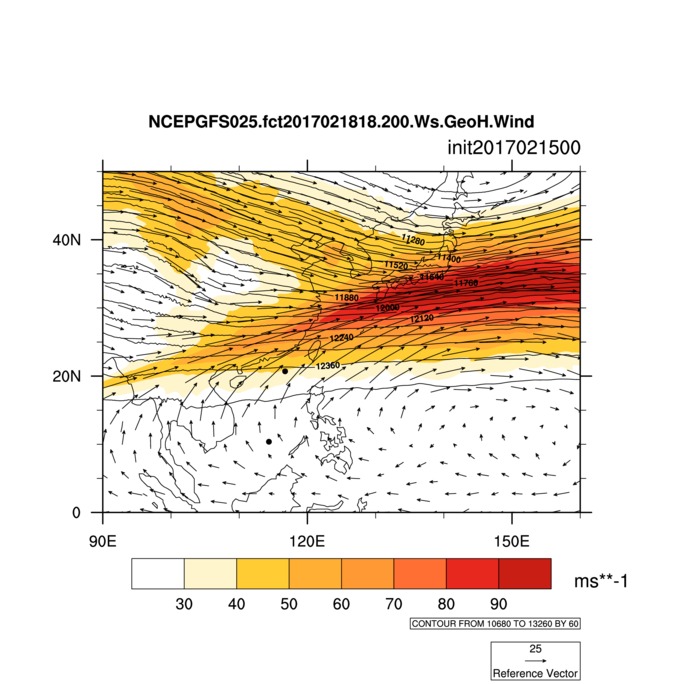 NCEPGFS025.fct2017021818.200.Ws.GeoH.Wind
init2017021500
40N
20N
0
11280
11400
11520
11640
11760
11880
12000
12120
12240
12360
90E 120E 150E
ms**-1
30 40 50 60 70 80 90
CONTOUR FROM 10680 TO 13260 BY 60
25
Reference Vector